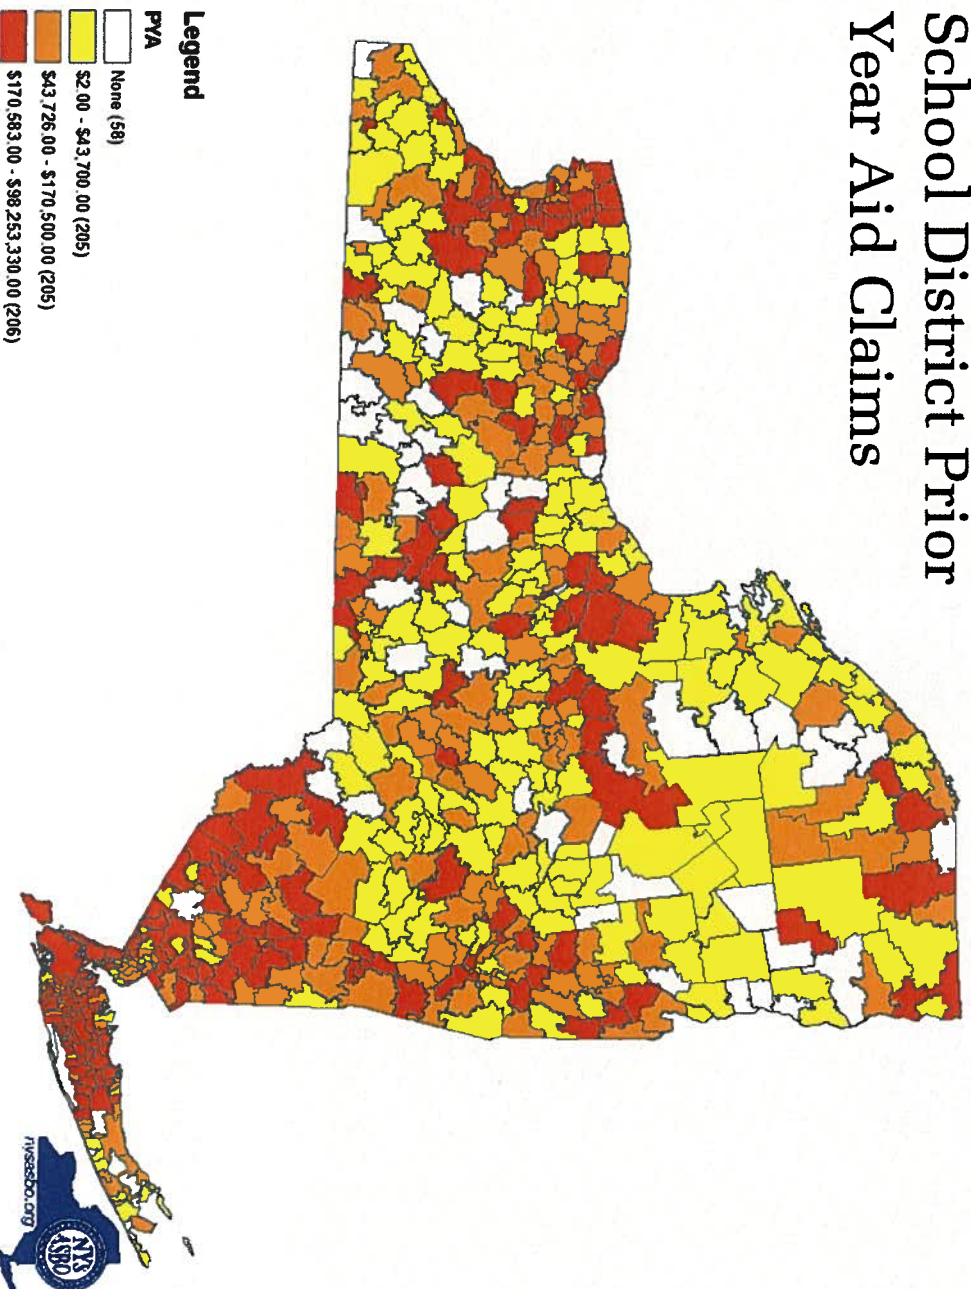 School District Prior
Year Aid Claims
Legend
PYA
None (58)
$2.00 - $43,700.00 (205)
$43,726.00 - $170,500.00 (205)
$170,583.00 - $98,253,330.00 (206)
nysasbo.org
NYS
ASBO